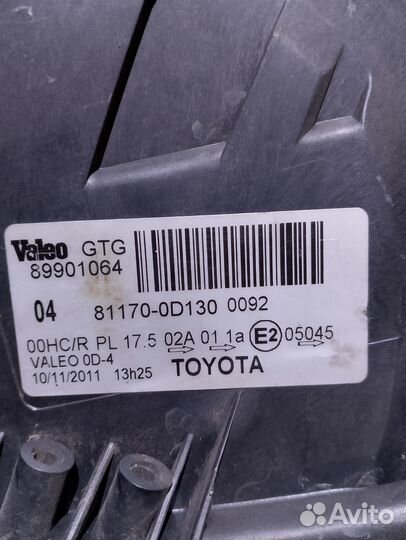 Valeo GTG
89901064
04 81170-0D130 0092
00HC/R PL 17.5 02A 01 1a E2 05045
VALEO 0D-4
10/11/2011 13h25 TOYOTA
Avito